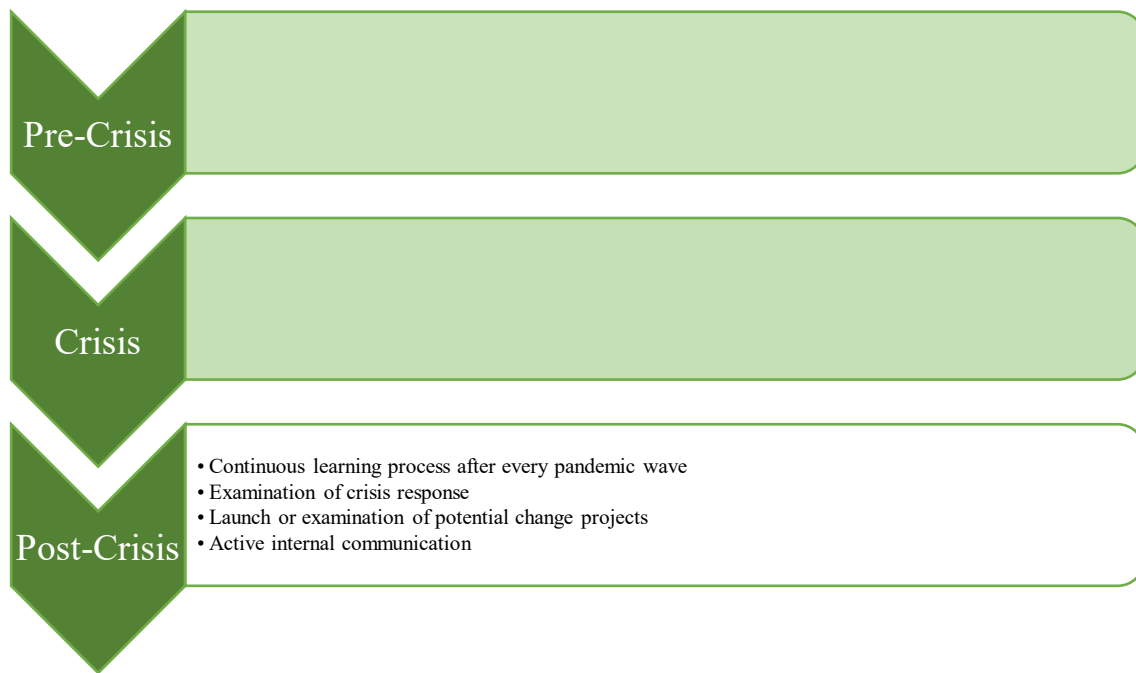 Pre-Crisis
Crisis
Post-Crisis
• Continuous learning process after every pandemic wave
• Examination of crisis response
• Launch or examination of potential change projects
• Active internal communication